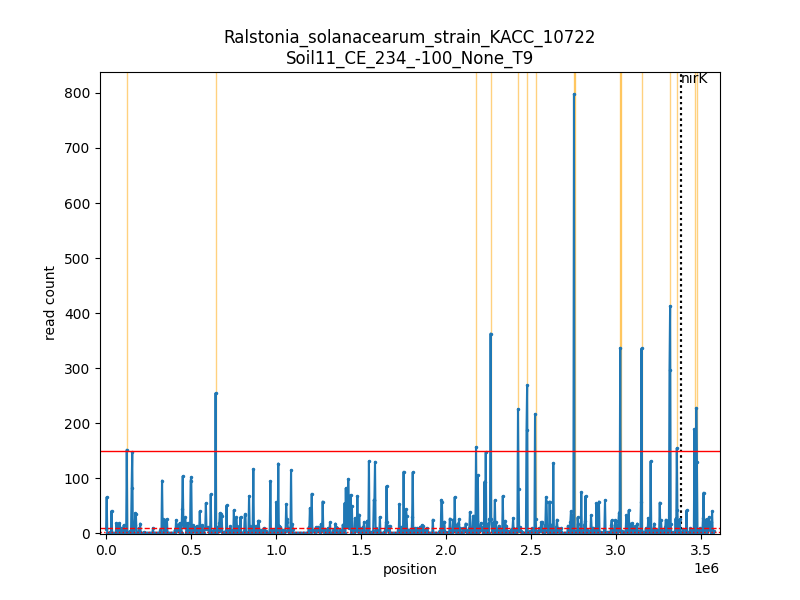 Ralstonia_solanacearum_strain_KACC_10722
Soil11_CE_234_-100_None_T9
nirK
800
700
600
500
400
300
200
100
0
read count
0.0 0.5 1.0 1.5 2.0 2.5 3.0 3.5
1e6
position